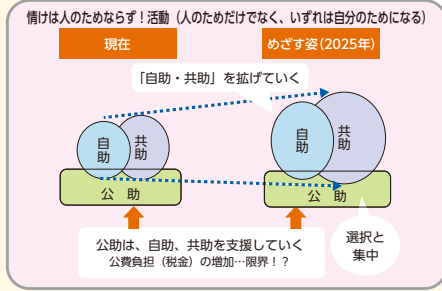 情けは人のためならず！活動（人のためだけでなく、いずれは自分のためになる）
現在
めざす姿（2025年）
「自助・共助」を拡げていく
自助
共助
公　助
自助
共助
公　助
公助は、自助、共助を支援していく
公費負担（税金）の増加…限界！？
選択と
集中